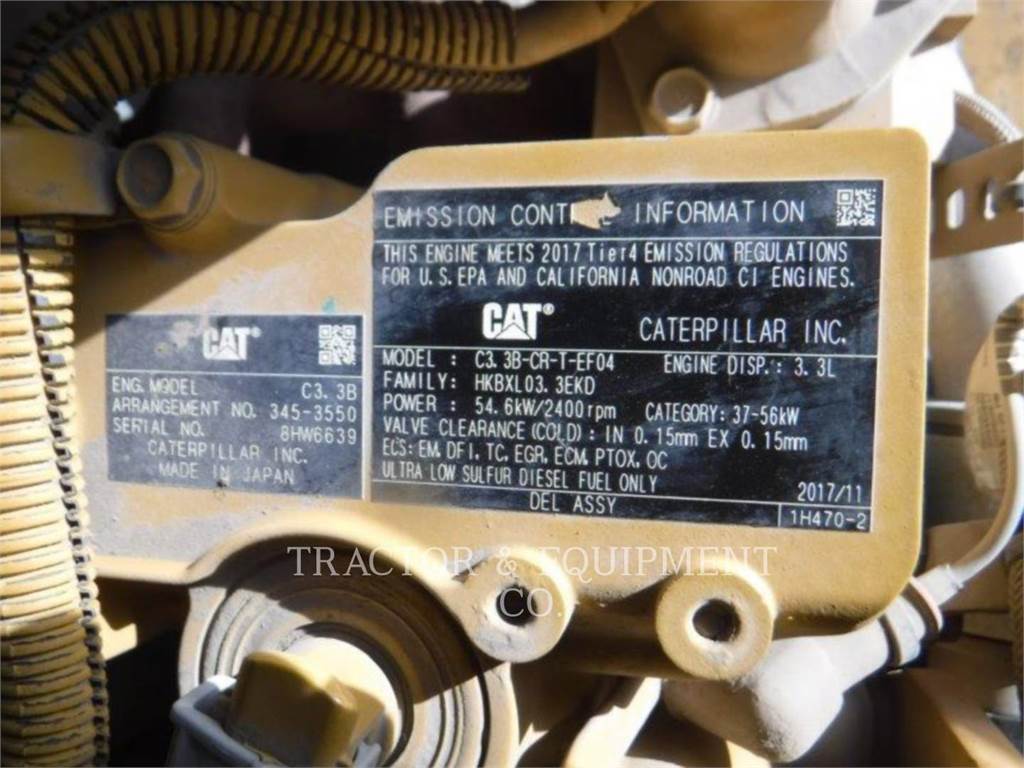 EMISSION CONT INFORMATION
THIS ENGINE MEETS 2017 Tier4 EMISSION REGULATIONS
FOR U.S. EPA AND CALIFORNIA NONROAD CI ENGINES.
CAT® CATERPILLAR INC.
MODEL : C3.3B-CR-T-EF04 ENGINE DISP.: 3.3L
FAMILY: HKBXL03.3EKD
POWER : 54.6kW/2400rpm CATEGORY: 37-56kW
VALVE CLEARANCE (COLD) : IN 0.15mm EX 0.15mm
ECS: EM, DFI, TC, EGR, ECM, PTOX, OC
ULTRA LOW SULFUR DIESEL FUEL ONLY 2017/11
DEL ASSY 1H470-2
CAT®
ENG. MODEL C3.3B
ARRANGEMENT NO. 345-3550
SERIAL NO. 8HW6639
CATERPILLAR INC.
MADE IN JAPAN
TRACTOR & EQUIPMENT
CO.